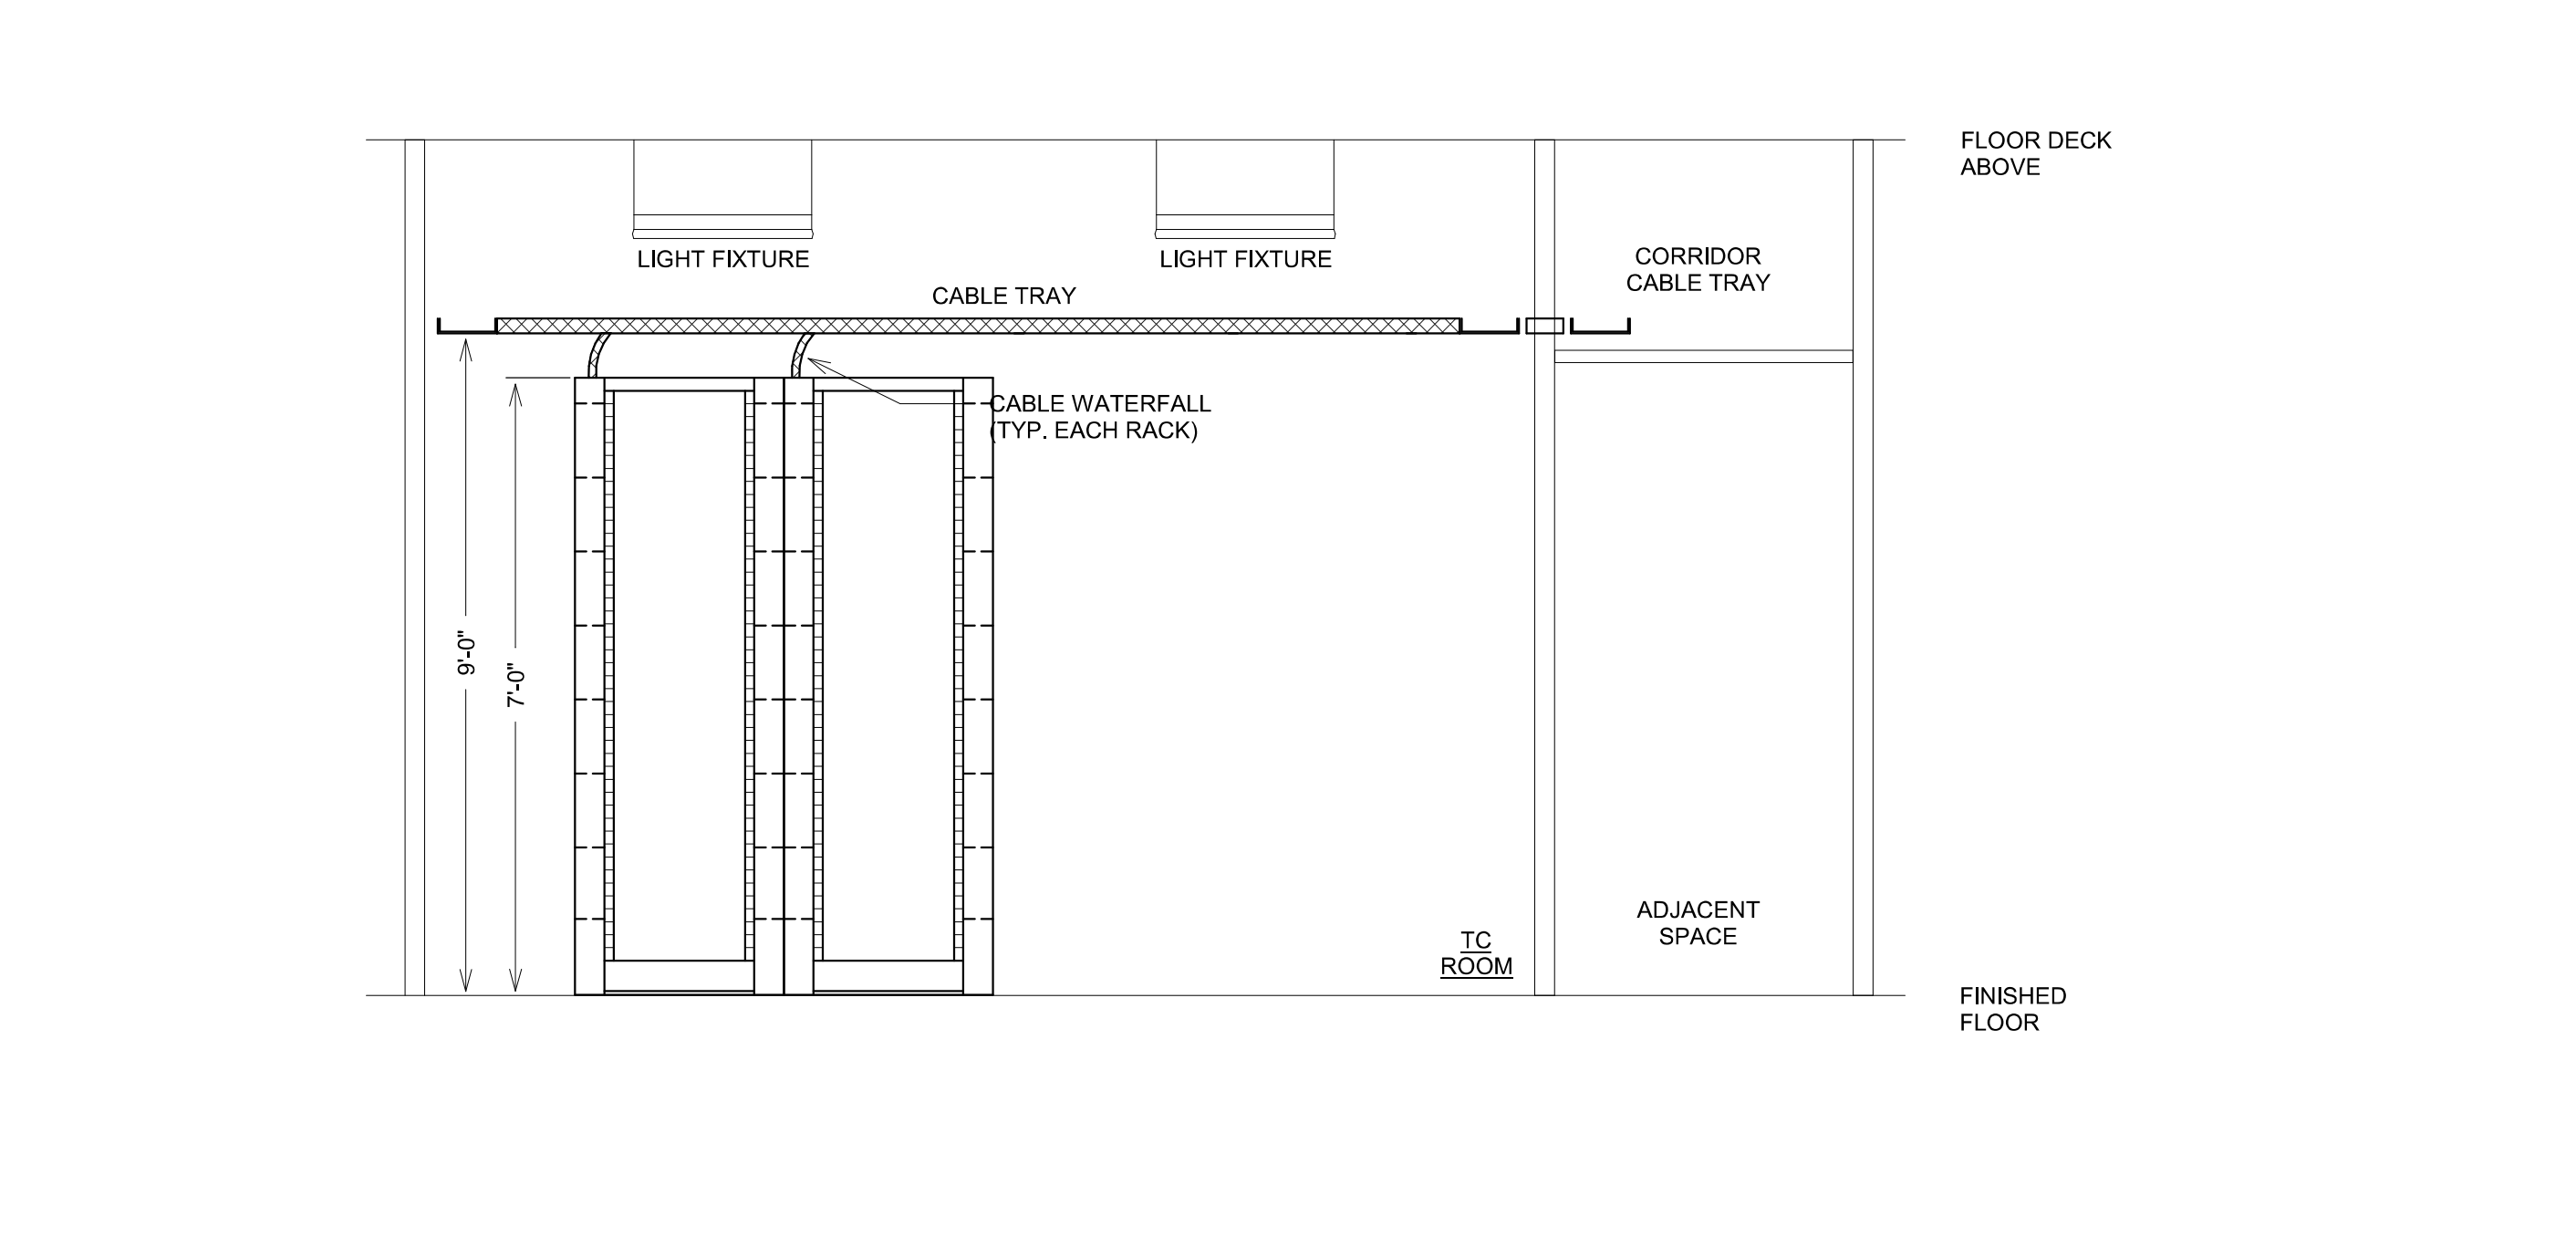 FLOOR DECK
ABOVE
LIGHT FIXTURE
LIGHT FIXTURE
CORRIDOR
CABLE TRAY
CABLE TRAY
CABLE WATERFALL
(TYP. EACH RACK)
9'-0"
7'-0"
ADJACENT
SPACE
TC
ROOM
FINISHED
FLOOR